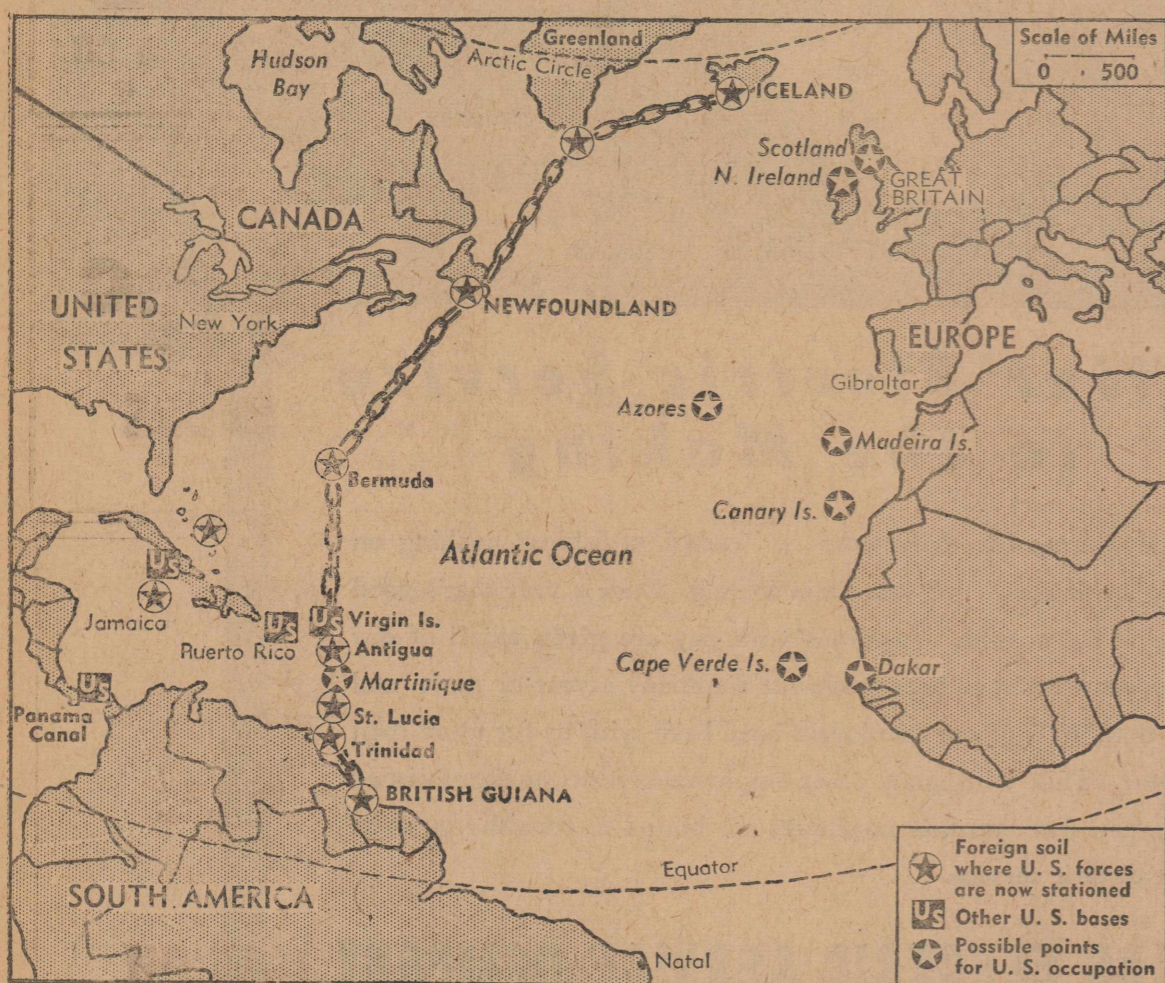 Greenland
Scale of Miles
0 500
Hudson
Bay
Arctic Circle
ICELAND
Scotland
N. Ireland
GREAT
BRITAIN
CANADA
UNITED
STATES
New York
NEWFOUNDLAND
EUROPE
Gibraltar
Azores
Madeira Is.
Bermuda
Canary Is.
Atlantic Ocean
US
Jamaica
US
Puerto Rico
US
Virgin Is.
Antigua
Cape Verde Is.
Dakar
Martinique
US
Panama
Canal
St. Lucia
Trinidad
BRITISH GUIANA
Equator
SOUTH AMERICA
Natal
Foreign soil
where U. S. forces
are now stationed
US Other U. S. bases
Possible points
for U. S. occupation